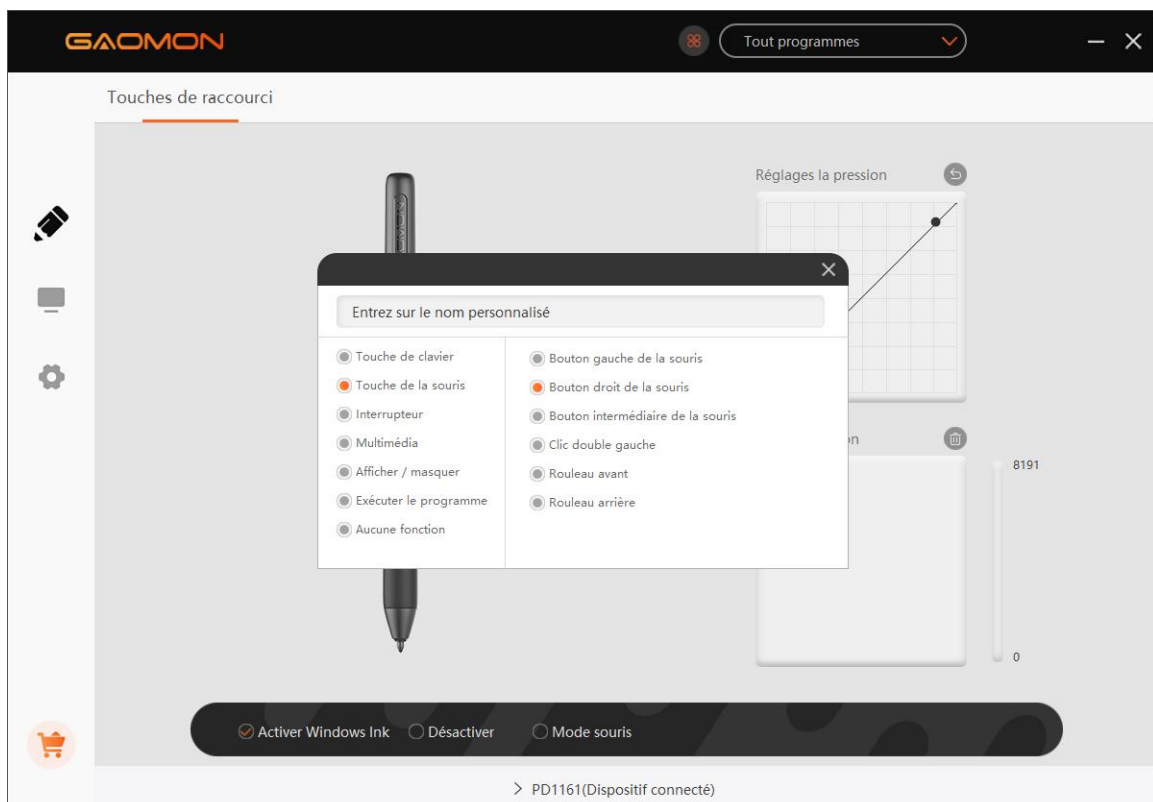 GAOMON
Tout programmes
Touches de raccourci
Réglages la pression
Entrez sur le nom personnalisé
Touche de clavier
Touche de la souris
Interrupteur
Multimédia
Afficher / masquer
Exécuter le programme
Aucune fonction
Bouton gauche de la souris
Bouton droit de la souris
Bouton intermédiaire de la souris
Clic double gauche
Rouleau avant
Rouleau arrière
8191
0
Activer Windows Ink
Désactiver
Mode souris
PD1161(Dispositif connecté)